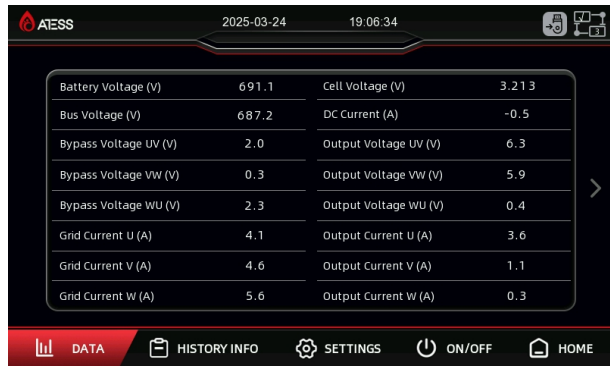 ATESS 2025-03-24 19:06:34
3
Battery Voltage (V) 691.1 Cell Voltage (V) 3.213
Bus Voltage (V) 687.2 DC Current (A) -0.5
Bypass Voltage UV (V) 2.0 Output Voltage UV (V) 6.3
Bypass Voltage VW (V) 0.3 Output Voltage VW (V) 5.9
Bypass Voltage WU (V) 2.3 Output Voltage WU (V) 0.4
Grid Current U (A) 4.1 Output Current U (A) 3.6
Grid Current V (A) 4.6 Output Current V (A) 1.1
Grid Current W (A) 5.6 Output Current W (A) 0.3
DATA HISTORY INFO SETTINGS ON/OFF HOME